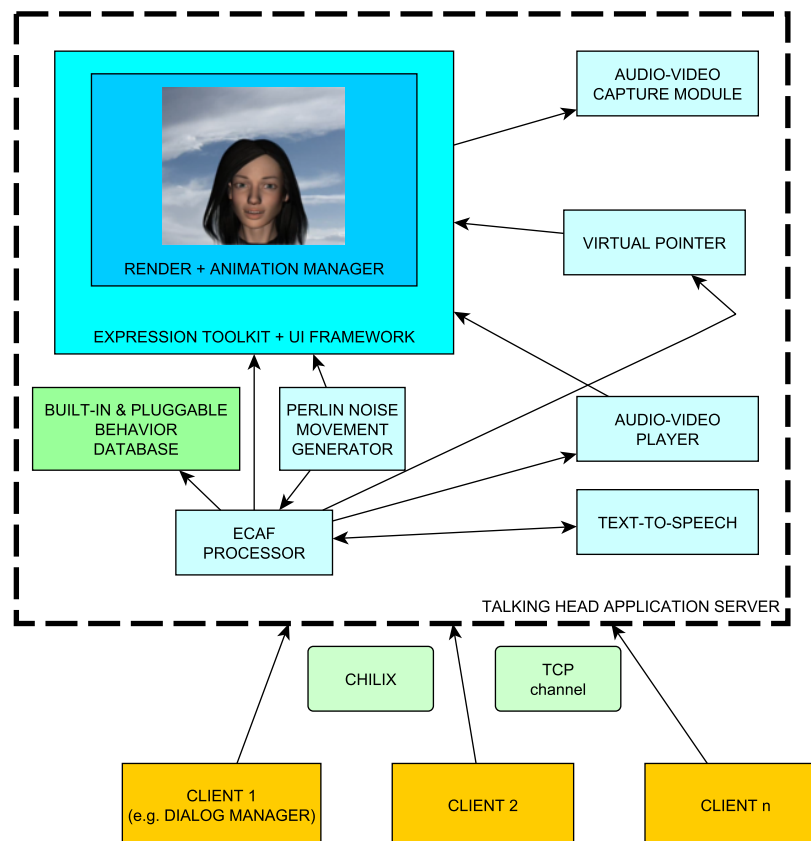 AUDIO-VIDEO
CAPTURE MODULE
VIRTUAL POINTER
RENDER + ANIMATION MANAGER
EXPRESSION TOOLKIT + UI FRAMEWORK
BUILT-IN & PLUGGABLE
BEHAVIOR
DATABASE
PERLIN NOISE
MOVEMENT
GENERATOR
AUDIO-VIDEO
PLAYER
ECAF
PROCESSOR
TEXT-TO-SPEECH
TALKING HEAD APPLICATION SERVER
CHILIX
TCP
channel
CLIENT 1
(e.g. DIALOG MANAGER)
CLIENT 2
CLIENT n